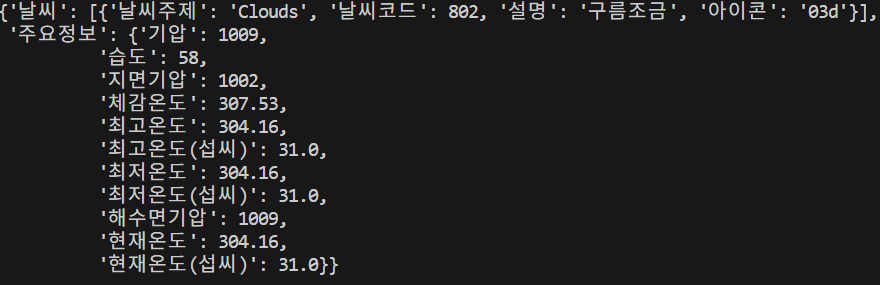 {'날씨': [{'날씨주제': 'Clouds', '날씨코드': 802, '설명': '구름조금', '아이콘': '03d'}],
'주요정보': {'기압': 1009,
'습도': 58,
'지면기압': 1002,
'체감온도': 307.53,
'최고온도': 304.16,
'최고온도(섭씨)': 31.0,
'최저온도': 304.16,
'최저온도(섭씨)': 31.0,
'해수면기압': 1009,
'현재온도': 304.16,
'현재온도(섭씨)': 31.0}}